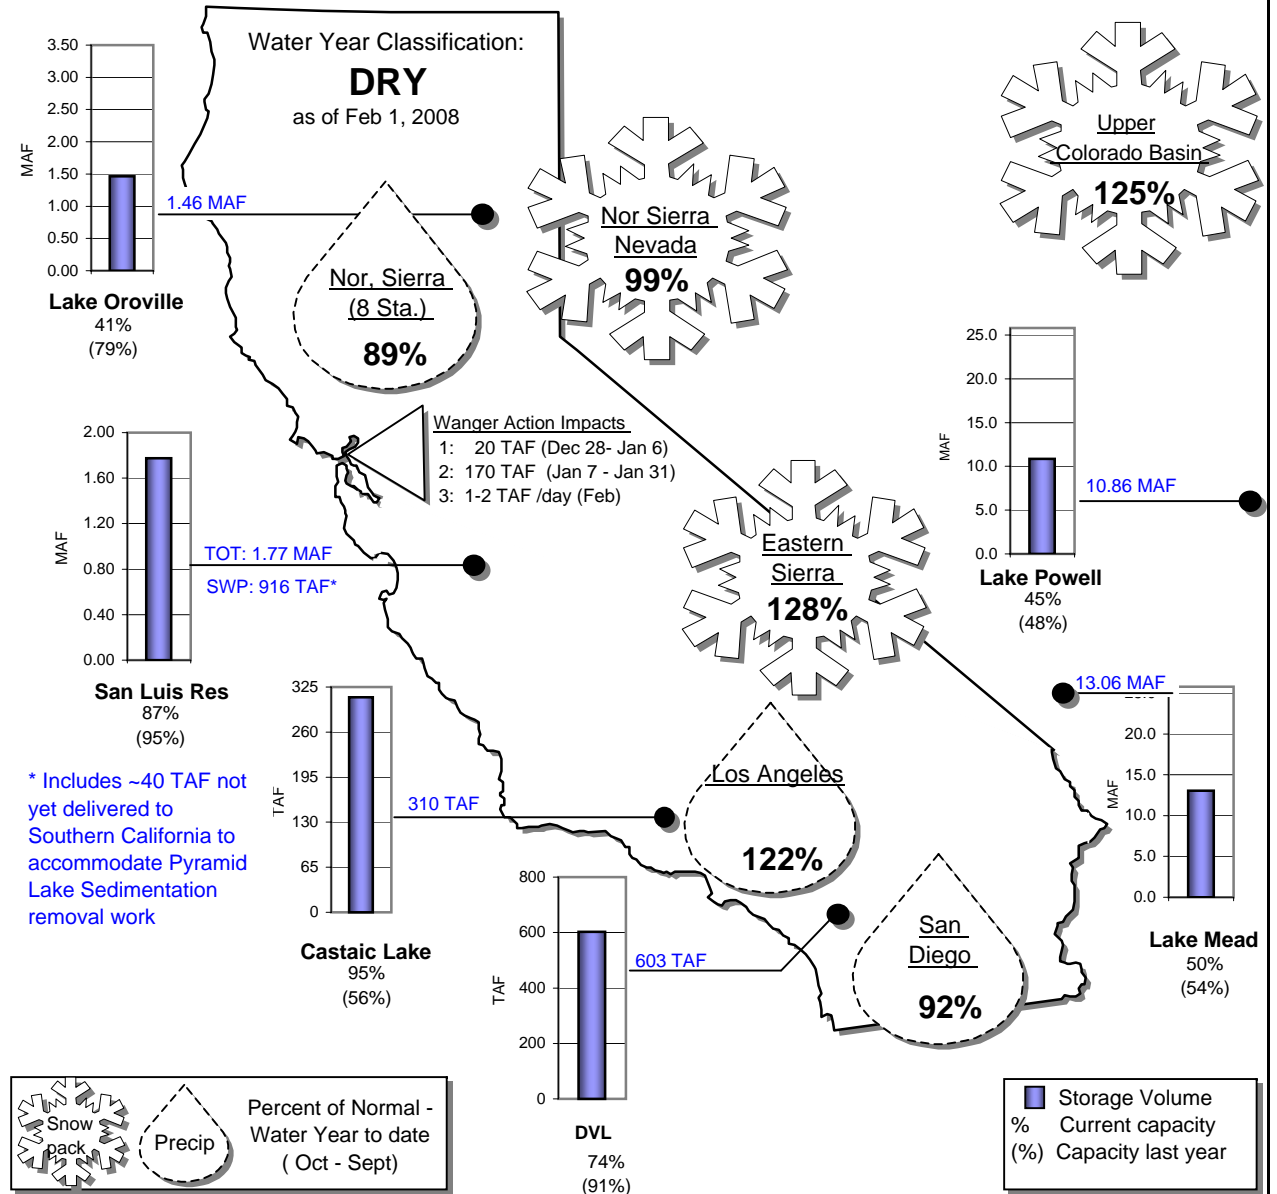 Water Year Classification:
DRY
as of Feb 1, 2008
3.50
3.00
2.50
2.00
1.50
1.00
0.50
0.00
MAF
1.46 MAF
Lake Oroville
41%
(79%)
Nor, Sierra
(8 Sta.)
89%
Nor Sierra
Nevada
99%
Upper
Colorado Basin
125%
Wanger Action Impacts
1: 20 TAF (Dec 28- Jan 6)
2: 170 TAF (Jan 7 - Jan 31)
3: 1-2 TAF /day (Feb)
2.00
1.60
1.20
0.80
0.40
0.00
MAF
TOT: 1.77 MAF
SWP: 916 TAF*
San Luis Res
87%
(95%)
Eastern
Sierra
128%
25.0
20.0
15.0
10.0
5.0
0.0
MAF
10.86 MAF
Lake Powell
45%
(48%)
* Includes ~40 TAF not
yet delivered to
Southern California to
accommodate Pyramid
Lake Sedimentation
removal work
325
260
195
130
65
0
TAF
310 TAF
Castaic Lake
95%
(56%)
Los Angeles
122%
13.06 MAF
20.0
15.0
10.0
5.0
0.0
MAF
Lake Mead
50%
(54%)
800
600
400
200
0
TAF
603 TAF
DVL
74%
(91%)
San
Diego
92%
Snow
pack
Precip
Percent of Normal -
Water Year to date
( Oct - Sept)
Storage Volume
% Current capacity
(%) Capacity last year